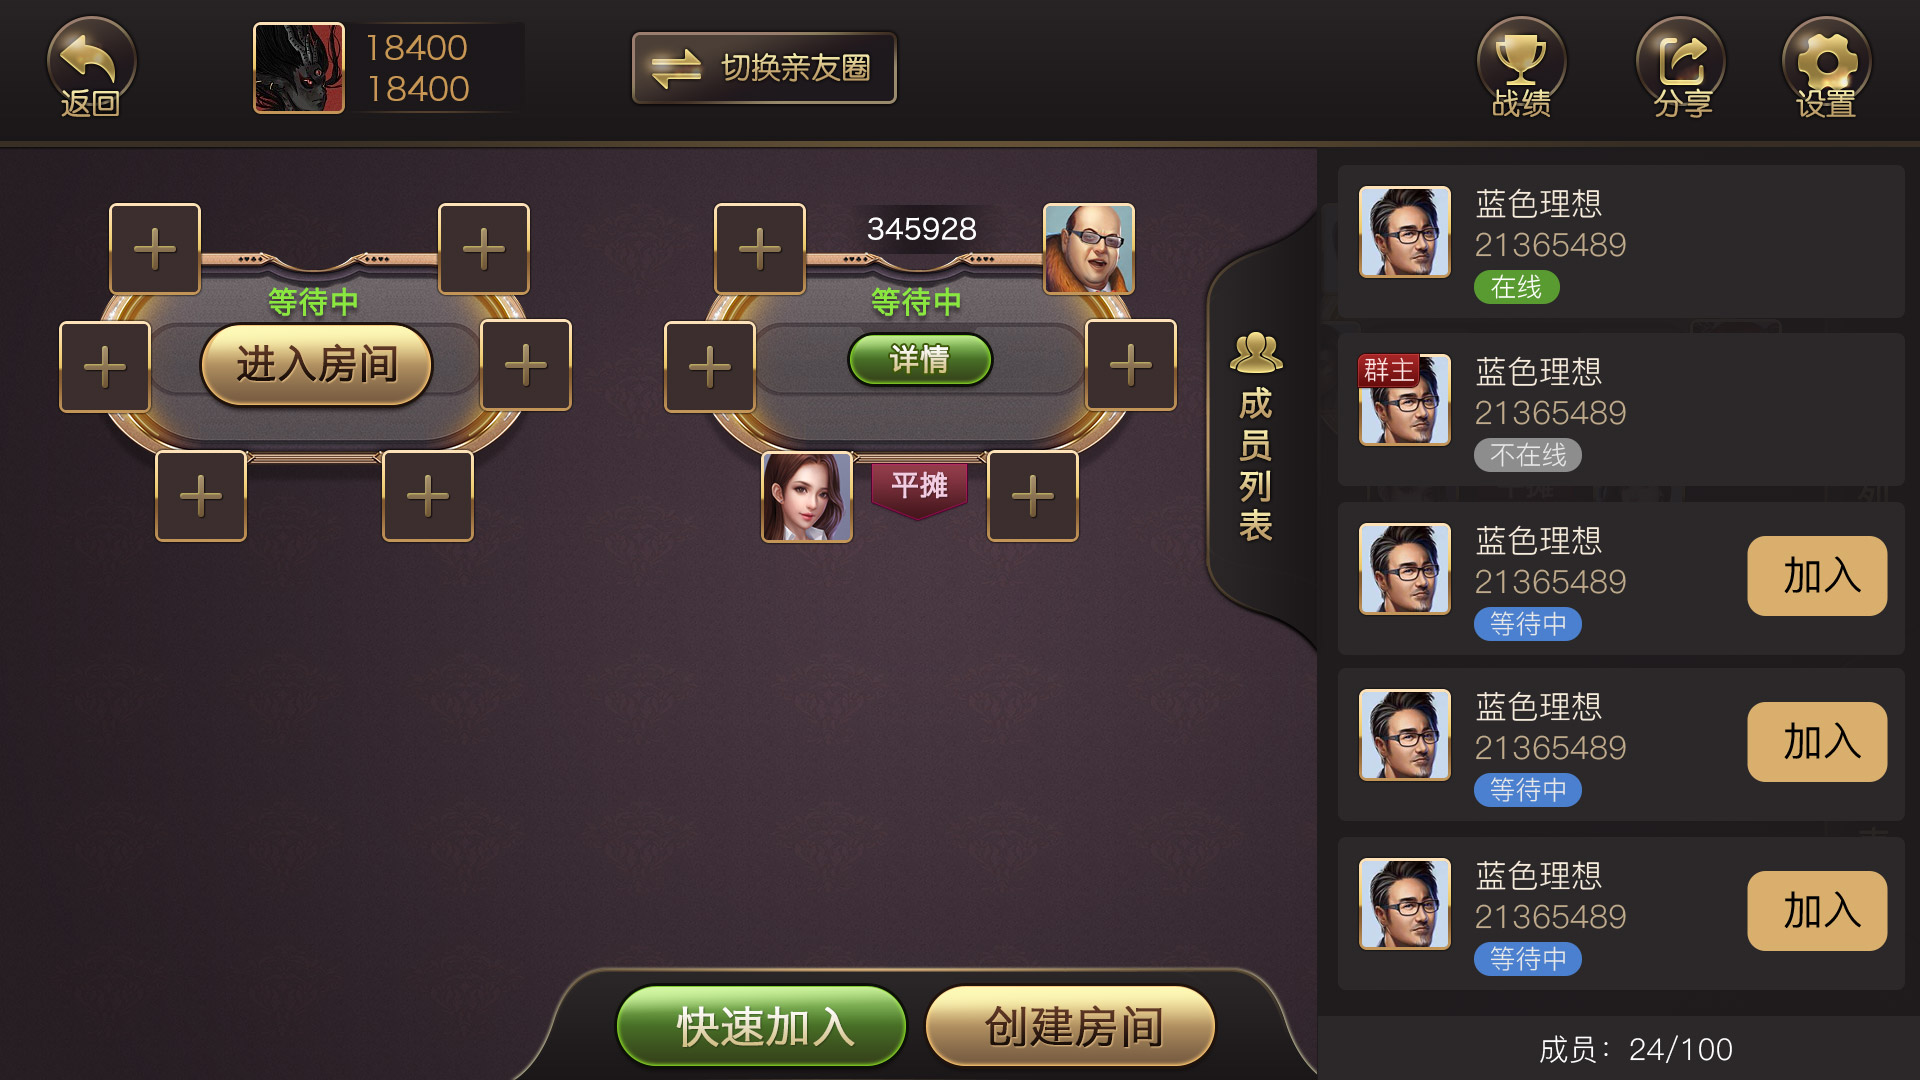 返回
18400
18400
切换亲友圈
战绩
分享
设置
等待中
进入房间
345928
等待中
详情
平摊
成员列表
蓝色理想
21365489
在线
群主
蓝色理想
21365489
不在线
蓝色理想
21365489
等待中
加入
蓝色理想
21365489
等待中
加入
蓝色理想
21365489
等待中
加入
快速加入
创建房间
成员：24/100